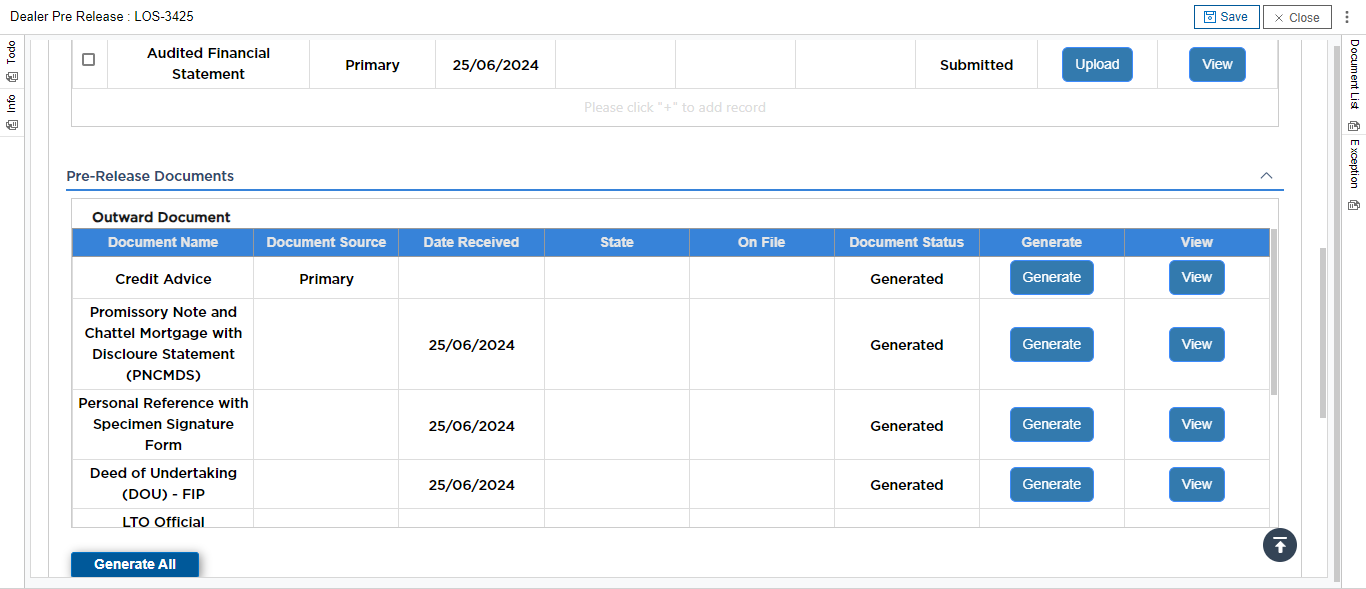 Dealer Pre Release : LOS-3425
Save
Close
Todo
Info
Document List
Exception
Audited Financial
Statement
Primary
25/06/2024
Submitted
Upload
View
Please click "+" to add record
Pre-Release Documents
Outward Document
Document Name Document Source Date Received State On File Document Status Generate View
Credit Advice Primary Generated Generate View
Promissory Note and
Chattel Mortgage with
Discloure Statement
(PNCMDS)
25/06/2024 Generated Generate View
Personal Reference with
Specimen Signature
Form
25/06/2024 Generated Generate View
Deed of Undertaking
(DOU) - FIP
25/06/2024 Generated Generate View
LTO Official
Generate All